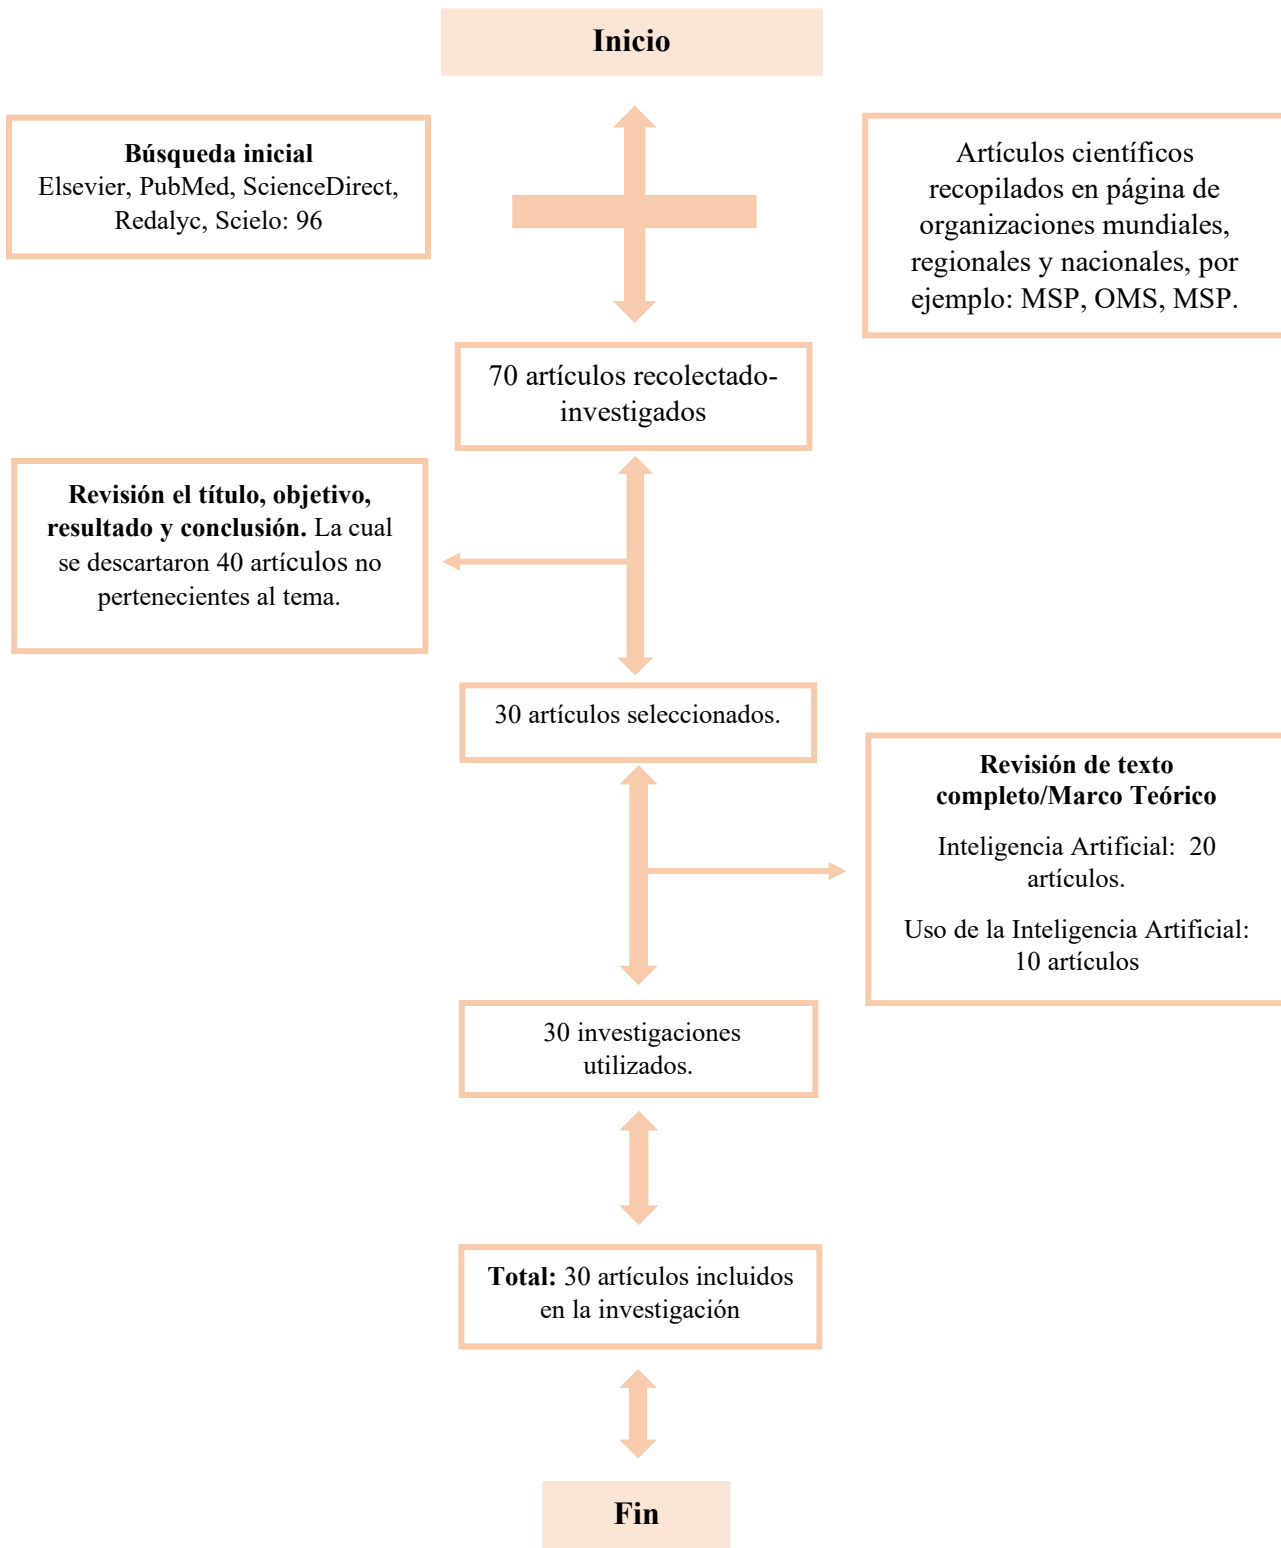 Inicio
Búsqueda inicial
Elsevier, PubMed, ScienceDirect,
Redalyc, Scielo: 96
Artículos científicos
recopilados en página de
organizaciones mundiales,
regionales y nacionales, por
ejemplo: MSP, OMS, MSP.
70 artículos recolectado-
investigados
Revisión el título, objetivo,
resultado y conclusión. La cual
se descartaron 40 artículos no
pertenecientes al tema.
30 artículos seleccionados.
Revisión de texto
completo/Marco Teórico
Inteligencia Artificial: 20
artículos.
Uso de la Inteligencia Artificial:
10 artículos
30 investigaciones
utilizados.
Total: 30 artículos incluidos
en la investigación
Fin